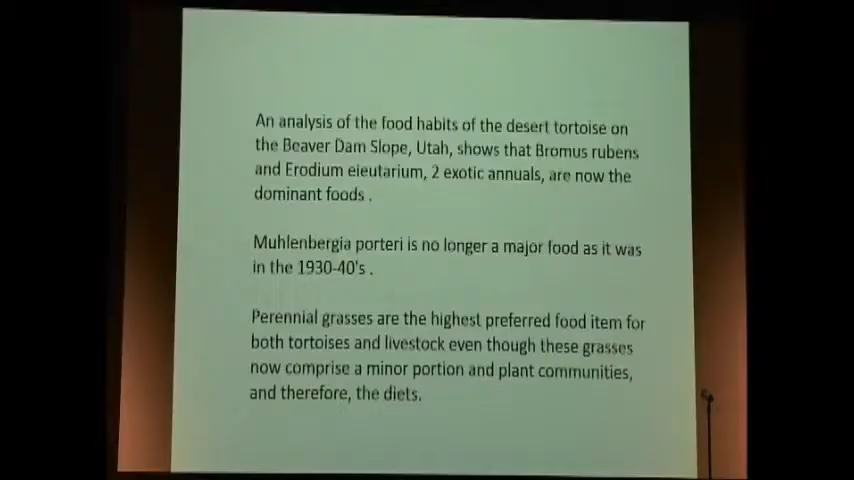 An analysis of the food habits of the desert tortoise on
the Beaver Dam Slope, Utah, shows that Bromus rubens
and Erodium eieutarium, 2 exotic annuals, are now the
dominant foods .
Muhlenbergia porteri is no longer a major food as it was
in the 1930-40's .
Perennial grasses are the highest preferred food item for
both tortoises and livestock even though these grasses
now comprise a minor portion and plant communities,
and therefore, the diets.